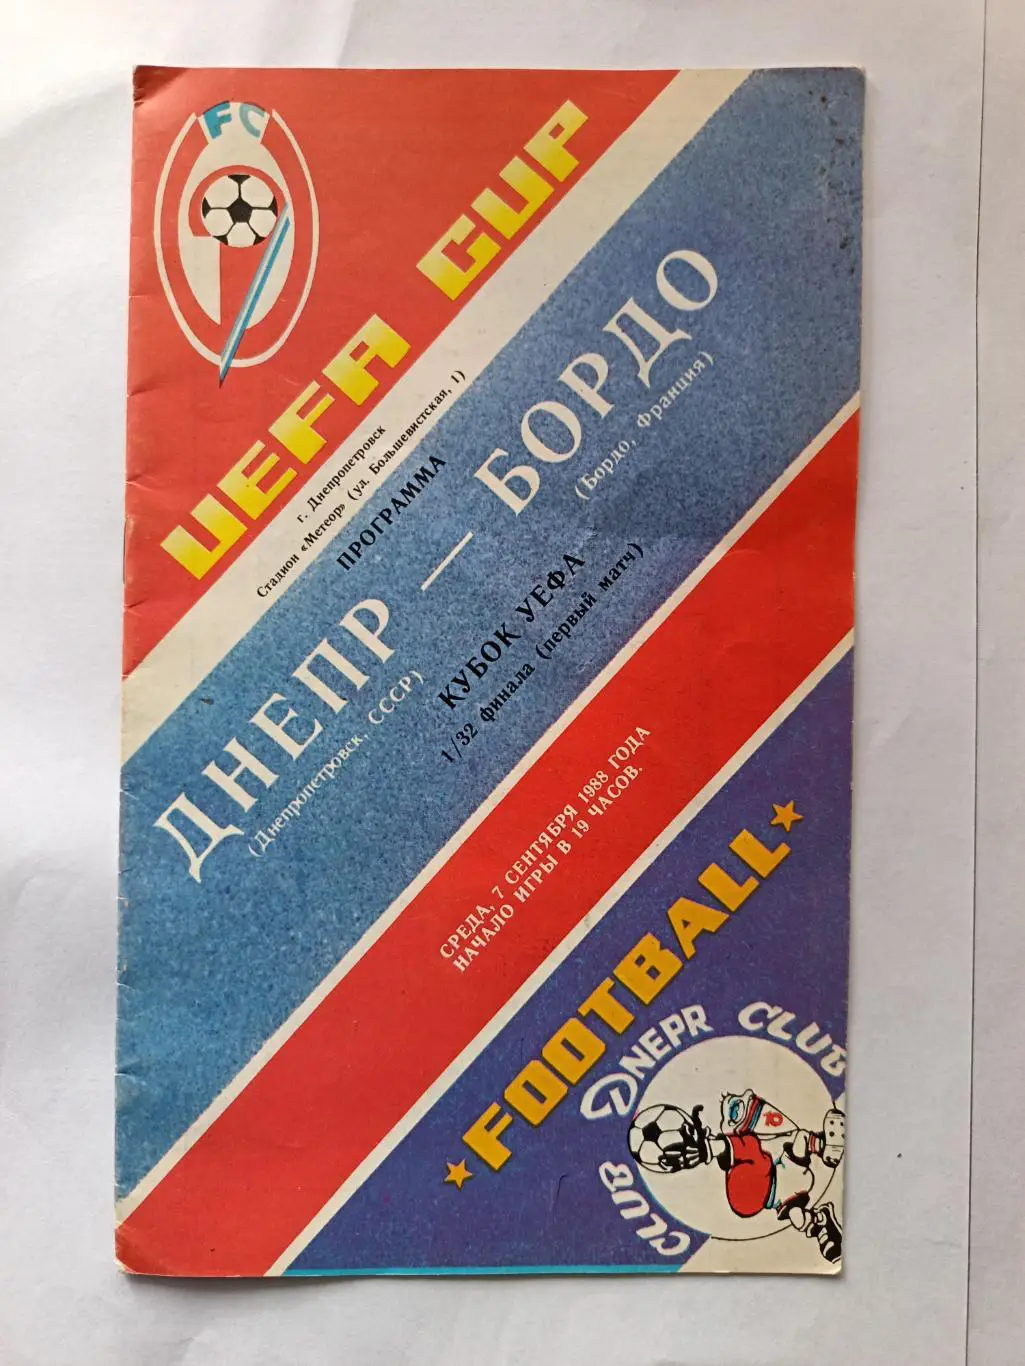 FC
UEFA CUP
г. Днепропетровск
Стадион «Метеор» (ул. Большевистская, 1)
ПРОГРАММА
ДНЕПР — БОРДО
(Днепропетровск, СССР)
(Бордо, Франция)
КУБОК УЕФА
1/32 финала (первый матч)
СРЕДА, 7 СЕНТЯБРЯ 1988 ГОДА
НАЧАЛО ИГРЫ В 19 ЧАСОВ.
★FOOTBALL★
CLUB DNEPR CLUB
10